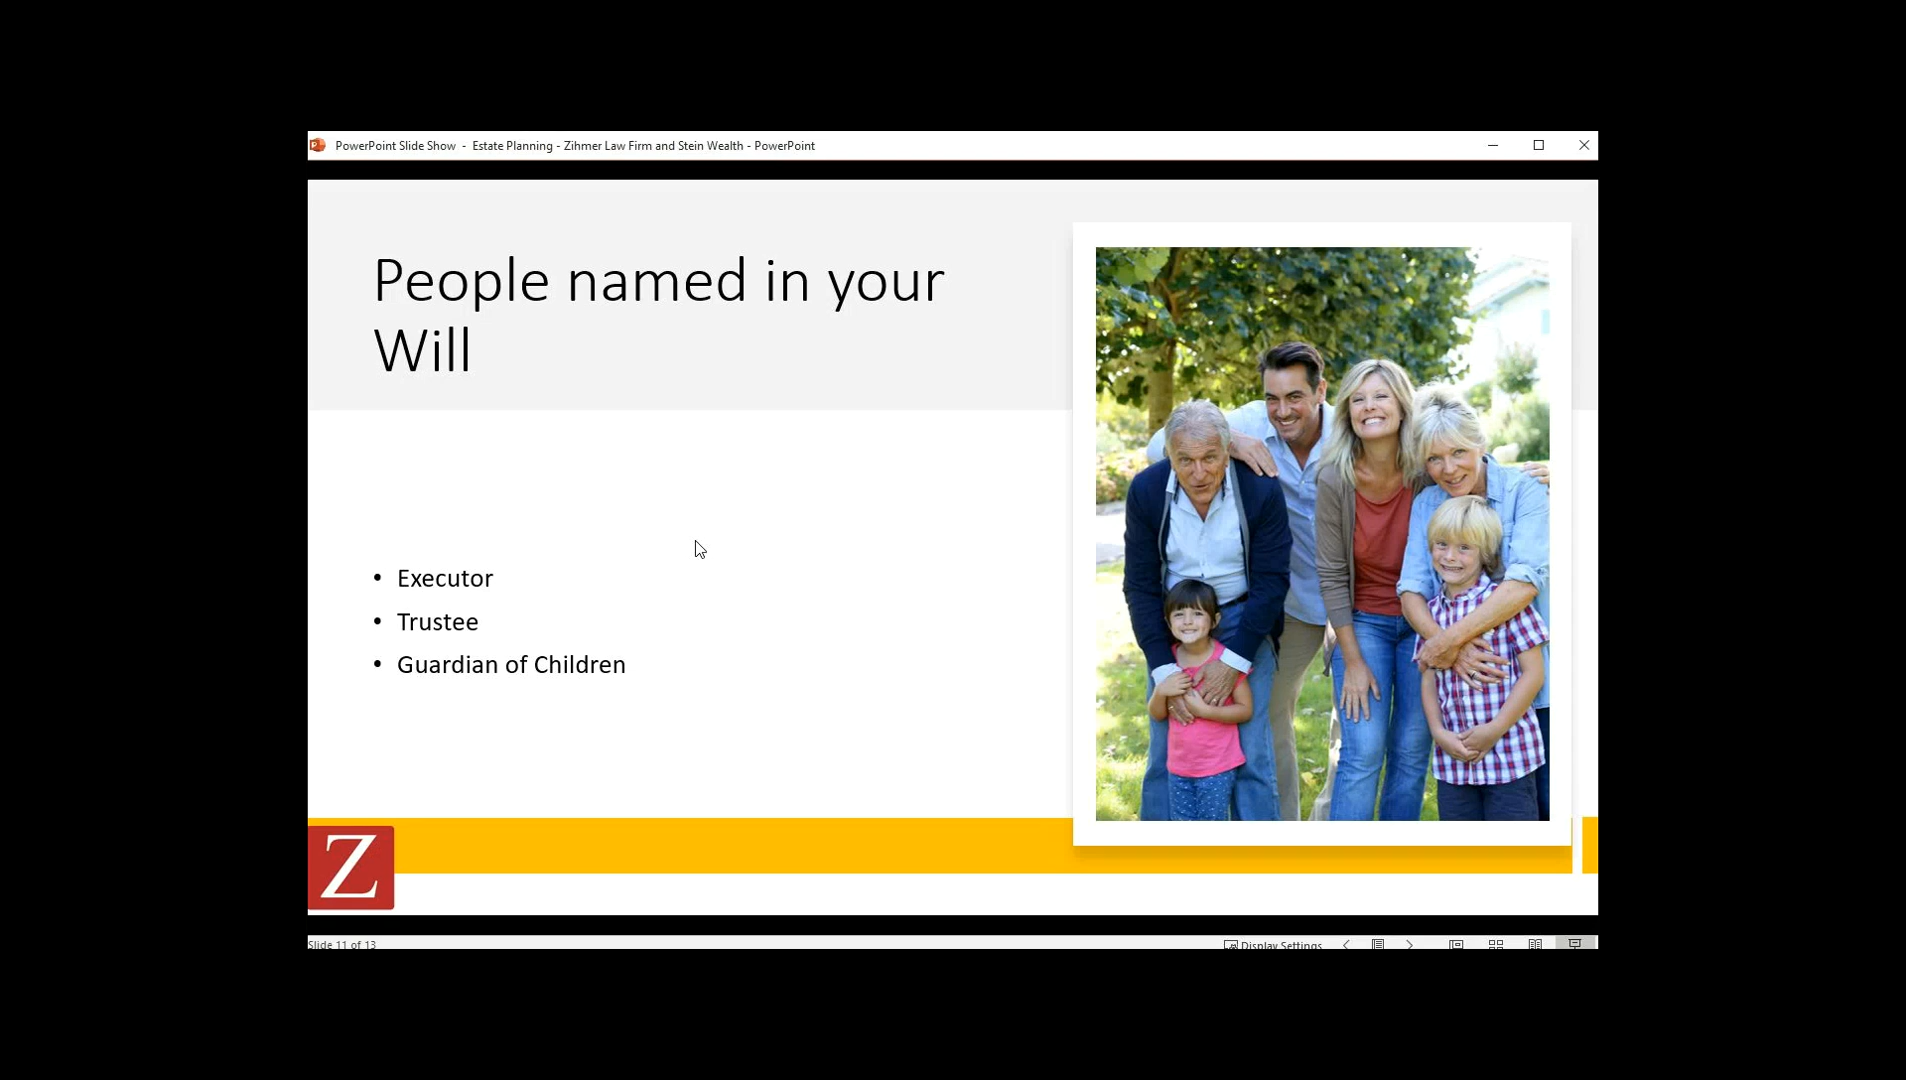 PowerPoint Slide Show - Estate Planning - Zihmer Law Firm and Stein Wealth - PowerPoint
People named in your
Will
• Executor
• Trustee
• Guardian of Children
Z
Slide 11 of 13
Display Settings